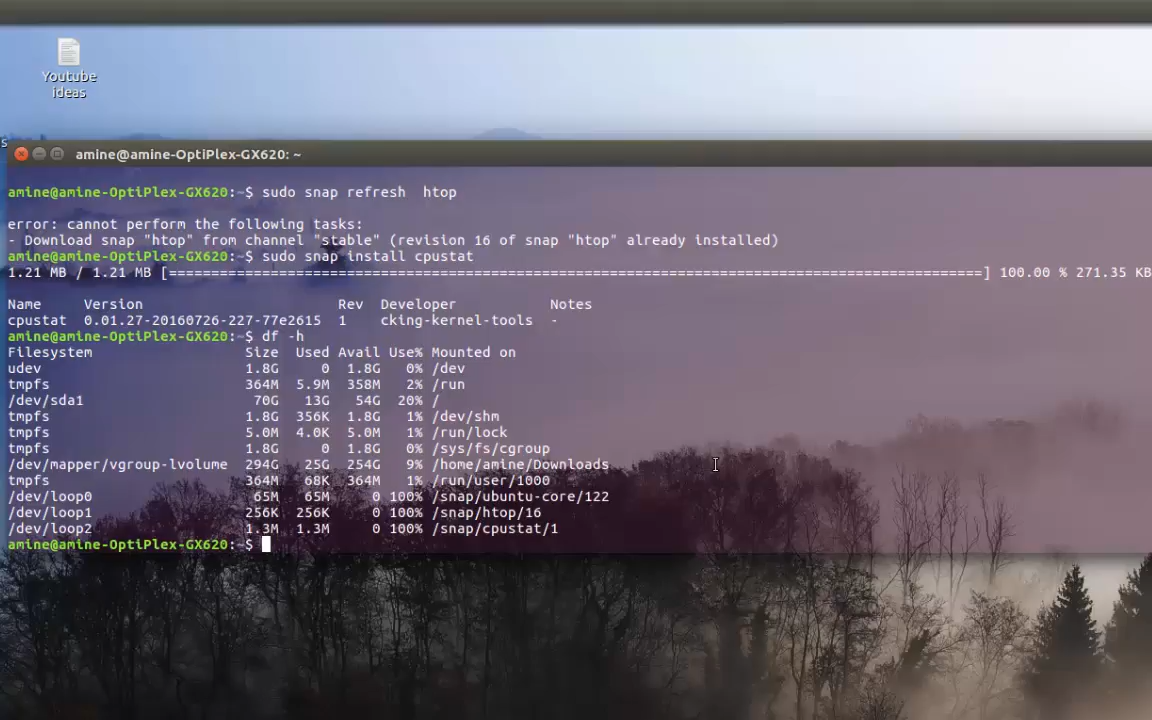 Youtube
ideas
s
amine@amine-OptiPlex-GX620: ~
amine@amine-OptiPlex-GX620:~$ sudo snap refresh  htop
error: cannot perform the following tasks:
- Download snap "htop" from channel "stable" (revision 16 of snap "htop" already installed)
amine@amine-OptiPlex-GX620:~$ sudo snap install cpustat
1.21 MB / 1.21 MB [================================================================================================] 100.00 % 271.35 KB
Name     Version                       Rev  Developer           Notes
cpustat  0.01.27-20160726-227-77e2615  1    cking-kernel-tools  -
amine@amine-OptiPlex-GX620:~$ df -h
Filesystem                  Size  Used Avail Use% Mounted on
udev                        1.8G     0  1.8G   0% /dev
tmpfs                       364M  5.9M  358M   2% /run
/dev/sda1                    70G   13G   54G  20% /
tmpfs                       1.8G  356K  1.8G   1% /dev/shm
tmpfs                       5.0M  4.0K  5.0M   1% /run/lock
tmpfs                       1.8G     0  1.8G   0% /sys/fs/cgroup
/dev/mapper/vgroup-lvolume  294G   25G  254G   9% /home/amine/Downloads
tmpfs                       364M   68K  364M   1% /run/user/1000
/dev/loop0                   65M   65M     0 100% /snap/ubuntu-core/122
/dev/loop1                  256K  256K     0 100% /snap/htop/16
/dev/loop2                  1.3M  1.3M     0 100% /snap/cpustat/1
amine@amine-OptiPlex-GX620:~$